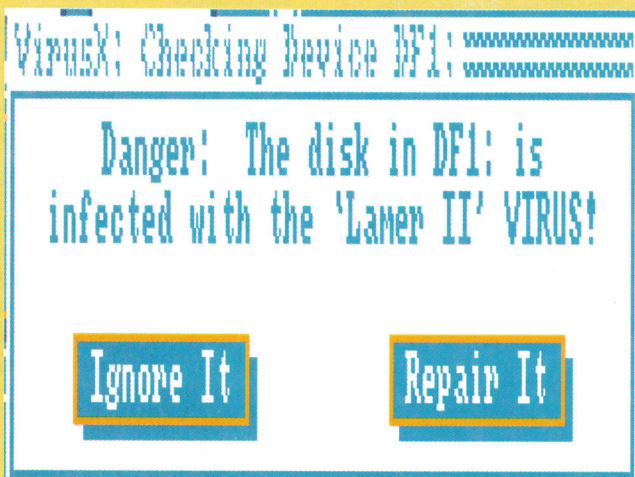 VirusX: Checking Device DF1:
Danger: The disk in DF1: is
infected with the 'Lamer II' VIRUS!
Ignore It
Repair It